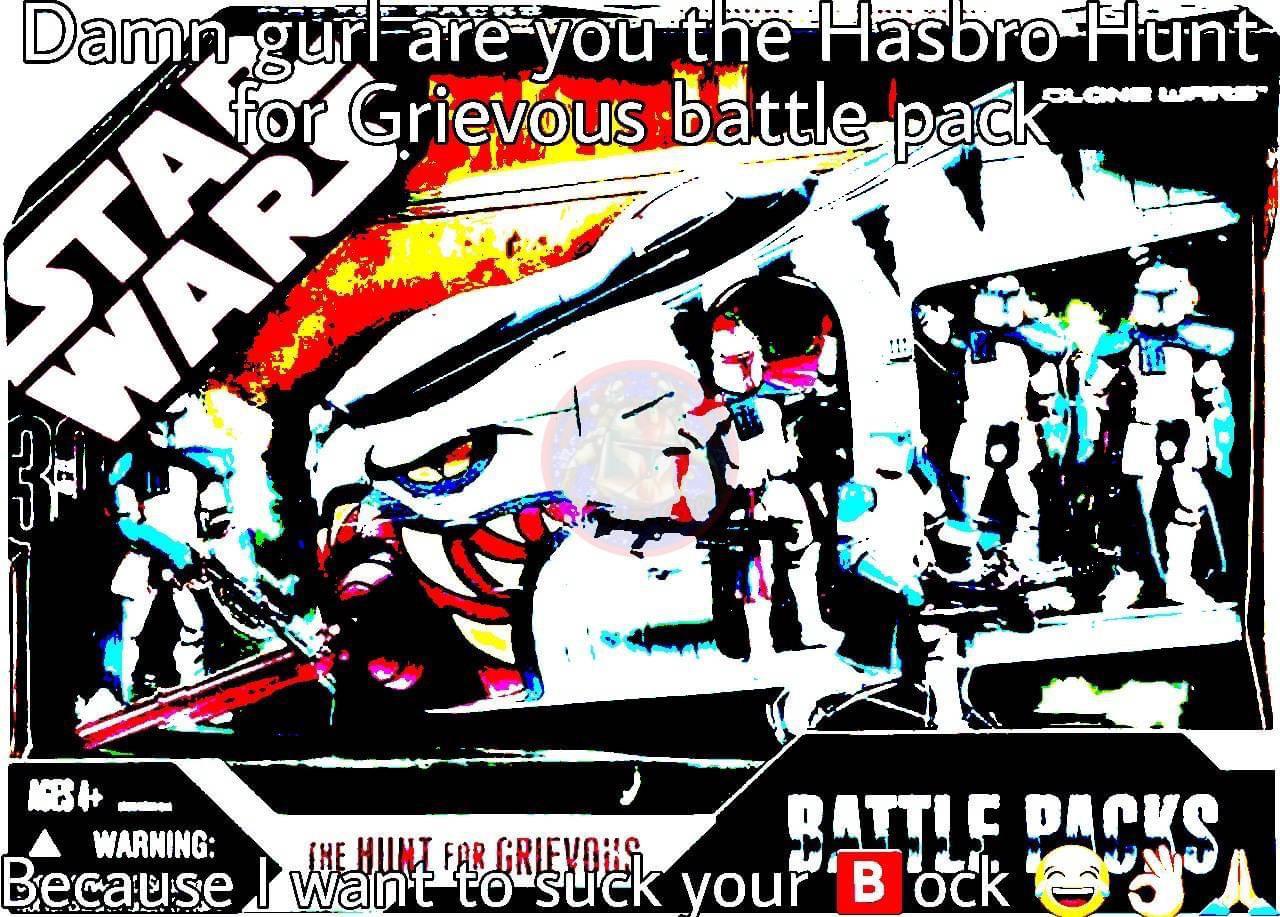 Damn gurl are you the Hasbro Hunt
for Grievous battle pack
STAR
WARS
CLONE WARS
BATTLE PACKS
AGES 4+
WARNING:
THE HUNT FOR GRIEVOUS
Because I want to suck your 🅱️ock 😂👌🙏